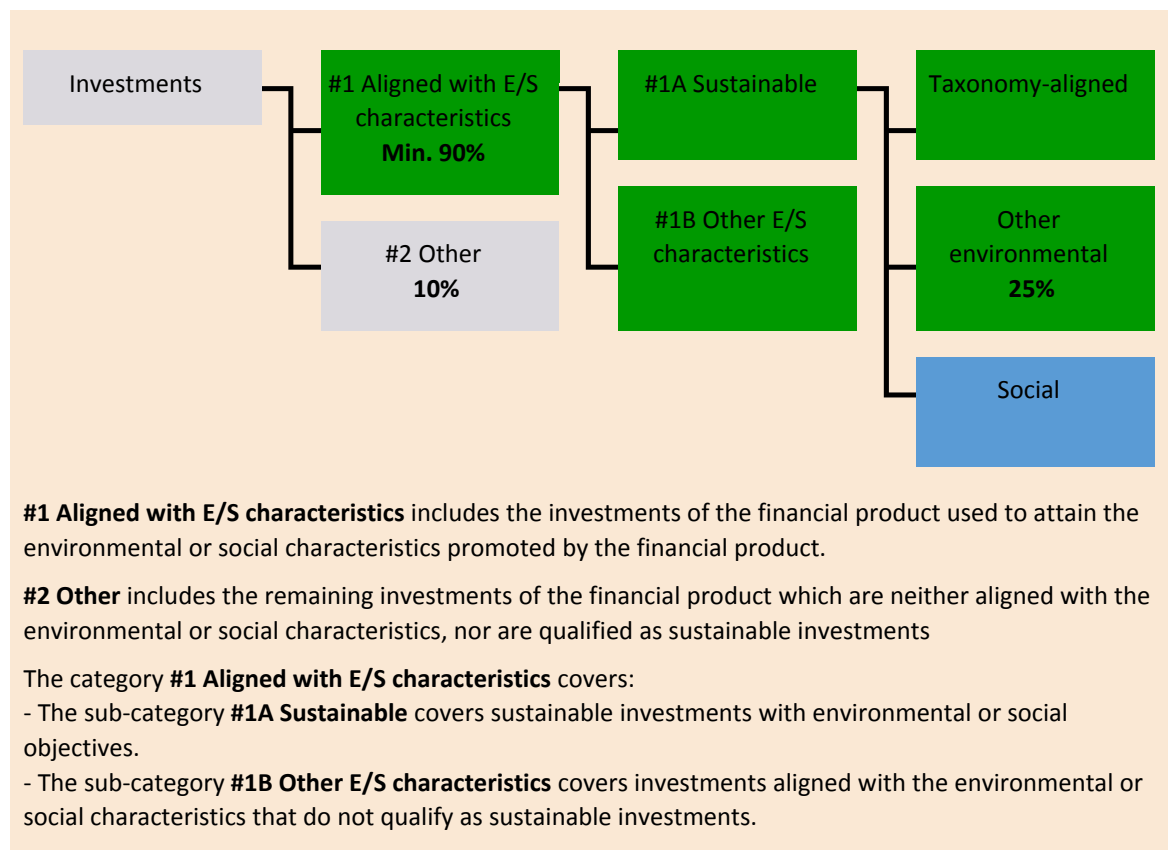 Investments
#1 Aligned with E/S
characteristics
Min. 90%
#2 Other
10%
#1A Sustainable
#1B Other E/S
characteristics
Taxonomy-aligned
Other
environmental
25%
Social
#1 Aligned with E/S characteristics includes the investments of the financial product used to attain the
environmental or social characteristics promoted by the financial product.
#2 Other includes the remaining investments of the financial product which are neither aligned with the
environmental or social characteristics, nor are qualified as sustainable investments
The category #1 Aligned with E/S characteristics covers:
- The sub-category #1A Sustainable covers sustainable investments with environmental or social
objectives.
- The sub-category #1B Other E/S characteristics covers investments aligned with the environmental or
social characteristics that do not qualify as sustainable investments.